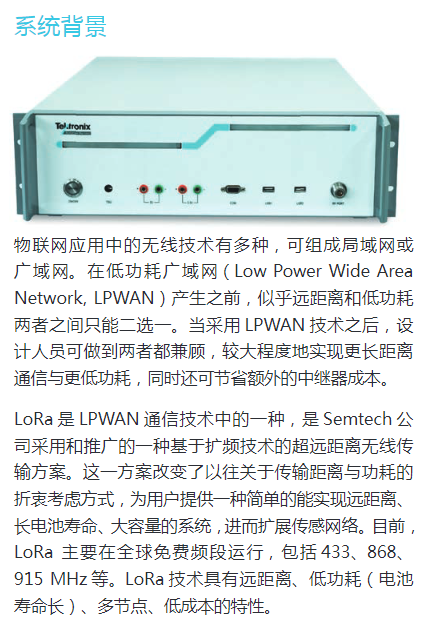 系统背景
Tektronix
物联网应用中的无线技术有多种，可组成局域网或
广域网。在低功耗广域网（Low Power Wide Area
Network, LPWAN）产生之前，似乎远距离和低功耗
两者之间只能二选一。当采用 LPWAN 技术之后，设
计人员可做到两者都兼顾，较大程度地实现更长距离
通信与更低功耗，同时还可节省额外的中继器成本。
LoRa 是 LPWAN 通信技术中的一种，是 Semtech 公
司采用和推广的一种基于扩频技术的超远距离无线传
输方案。这一方案改变了以往关于传输距离与功耗的
折衷考虑方式，为用户提供一种简单的能实现远距离、
长电池寿命、大容量的系统，进而扩展传感网络。目前，
LoRa 主要在全球免费频段运行，包括 433、868、
915 MHz 等。LoRa 技术具有远距离、低功耗（电池
寿命长）、多节点、低成本的特性。